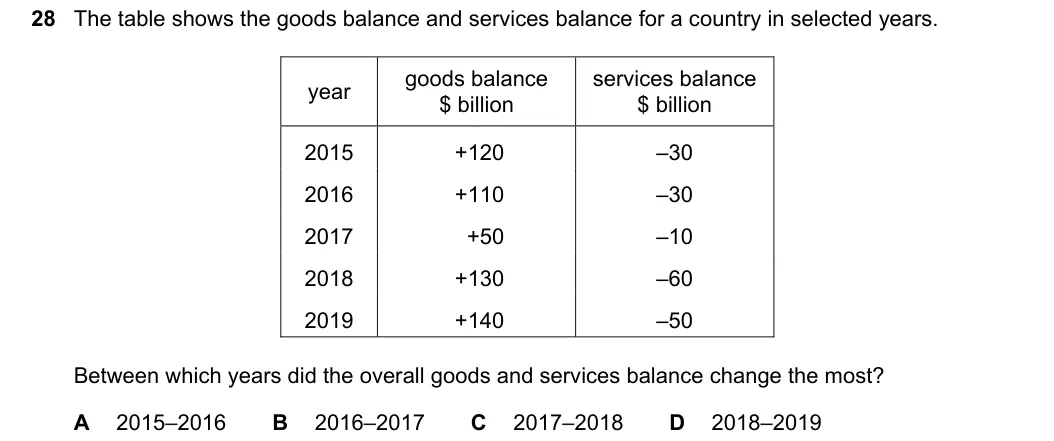 28 The table shows the goods balance and services balance for a country in selected years.
year goods balance $ billion services balance $ billion
2015 +120 –30
2016 +110 –30
2017 +50 –10
2018 +130 –60
2019 +140 –50
Between which years did the overall goods and services balance change the most?
A 2015–2016 B 2016–2017 C 2017–2018 D 2018–2019